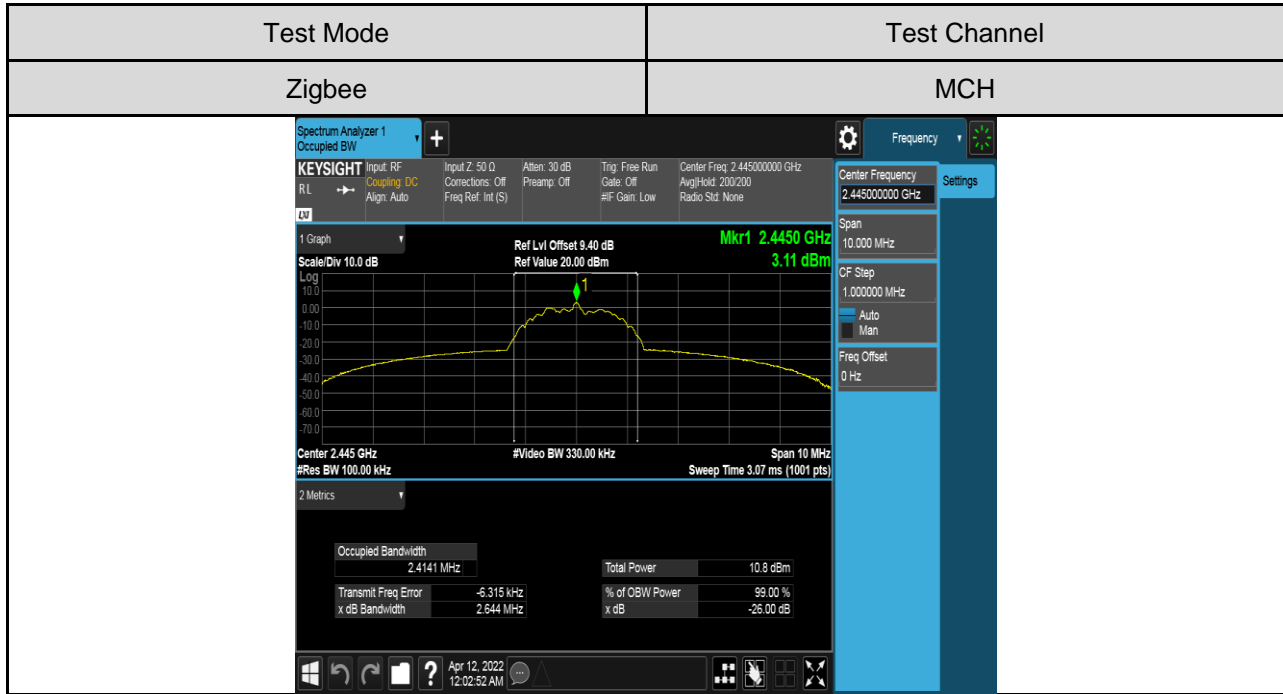 Test Mode Test Channel
Zigbee MCH
Spectrum Analyzer 1
Occupied BW
+
Frequency
KEYSIGHT Input: RF Input Z: 50 Ω Atten: 30 dB Trig: Free Run Center Freq: 2.445000000 GHz
RL Coupling: DC Corrections: Off Preamp: Off Gate: Off Avg|Hold: 200/200
Align: Auto Freq Ref: Int (S) #IF Gain: Low Radio Std: None
LXI
Center Frequency Settings
2.445000000 GHz
Span
10.000 MHz
CF Step
1.000000 MHz
Auto
Man
Freq Offset
0 Hz
1 Graph Ref Lvl Offset 9.40 dB Mkr1 2.4450 GHz
Scale/Div 10.0 dB Ref Value 20.00 dBm 3.11 dBm
Log
10.0
0.00
-10.0
-20.0
-30.0
-40.0
-50.0
-60.0
-70.0
1
Center 2.445 GHz #Video BW 330.00 kHz Span 10 MHz
#Res BW 100.00 kHz Sweep Time 3.07 ms (1001 pts)
2 Metrics
Occupied Bandwidth
2.4141 MHz Total Power 10.8 dBm
Transmit Freq Error -6.315 kHz % of OBW Power 99.00 %
x dB Bandwidth 2.644 MHz x dB -26.00 dB
? Apr 12, 2022
12:02:52 AM